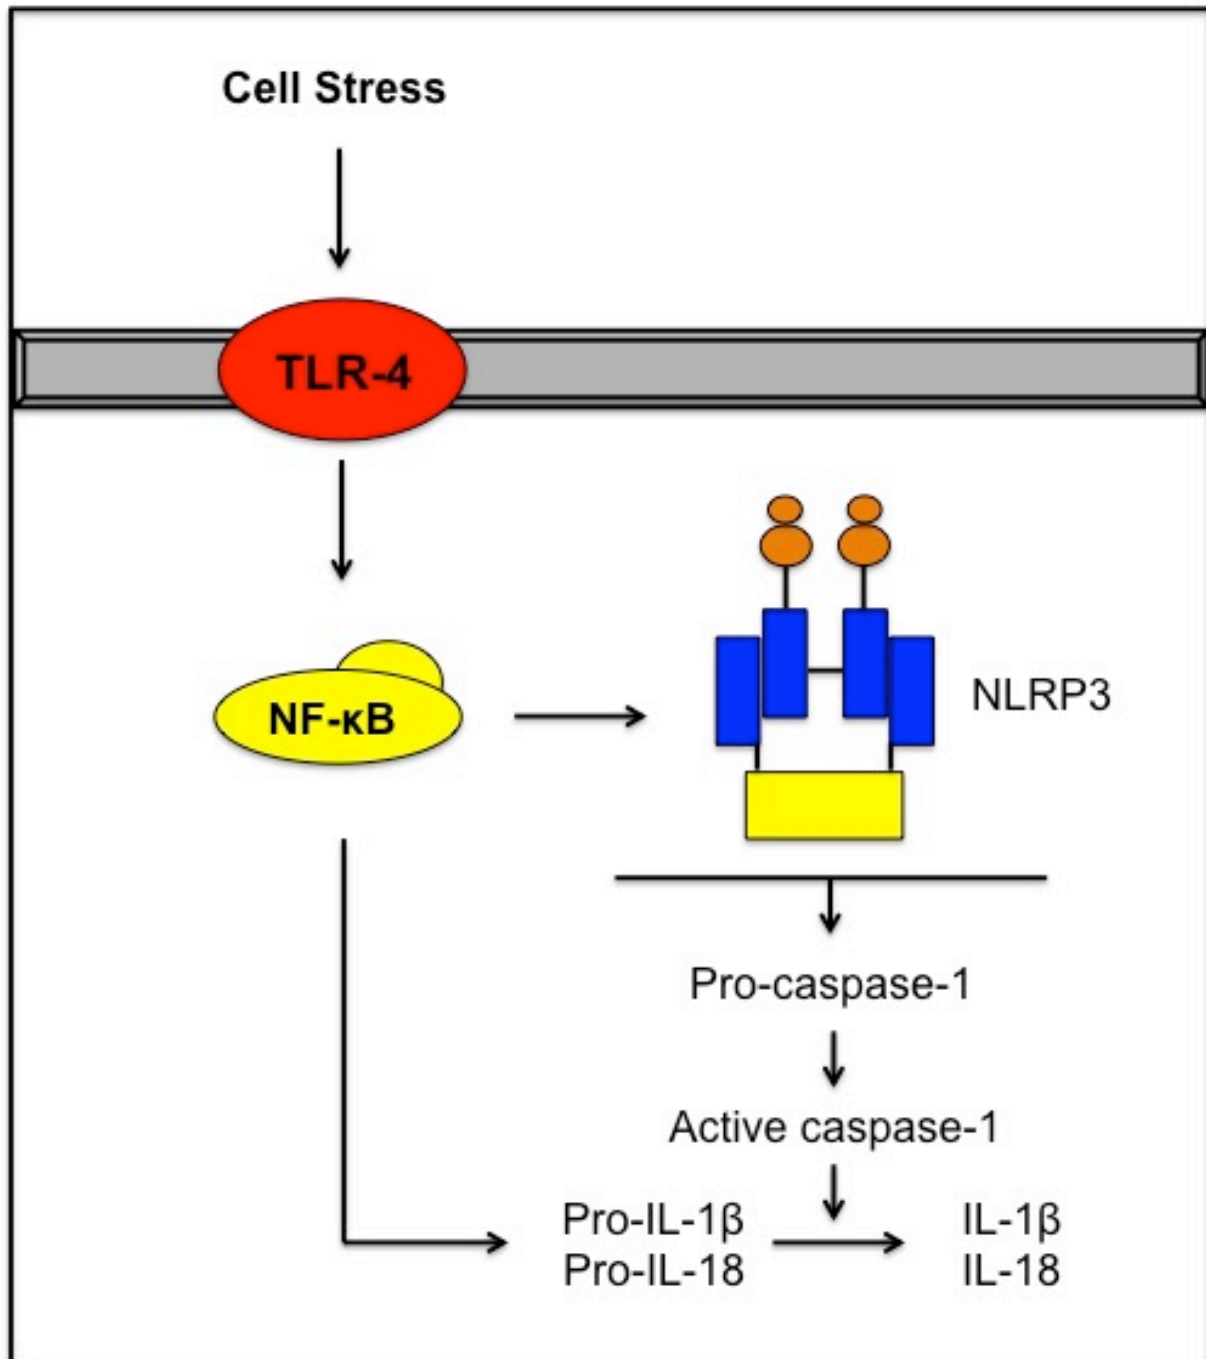 Cell Stress
TLR-4
NF-κB
NLRP3
Pro-caspase-1
Active caspase-1
Pro-IL-1β
Pro-IL-18
IL-1β
IL-18